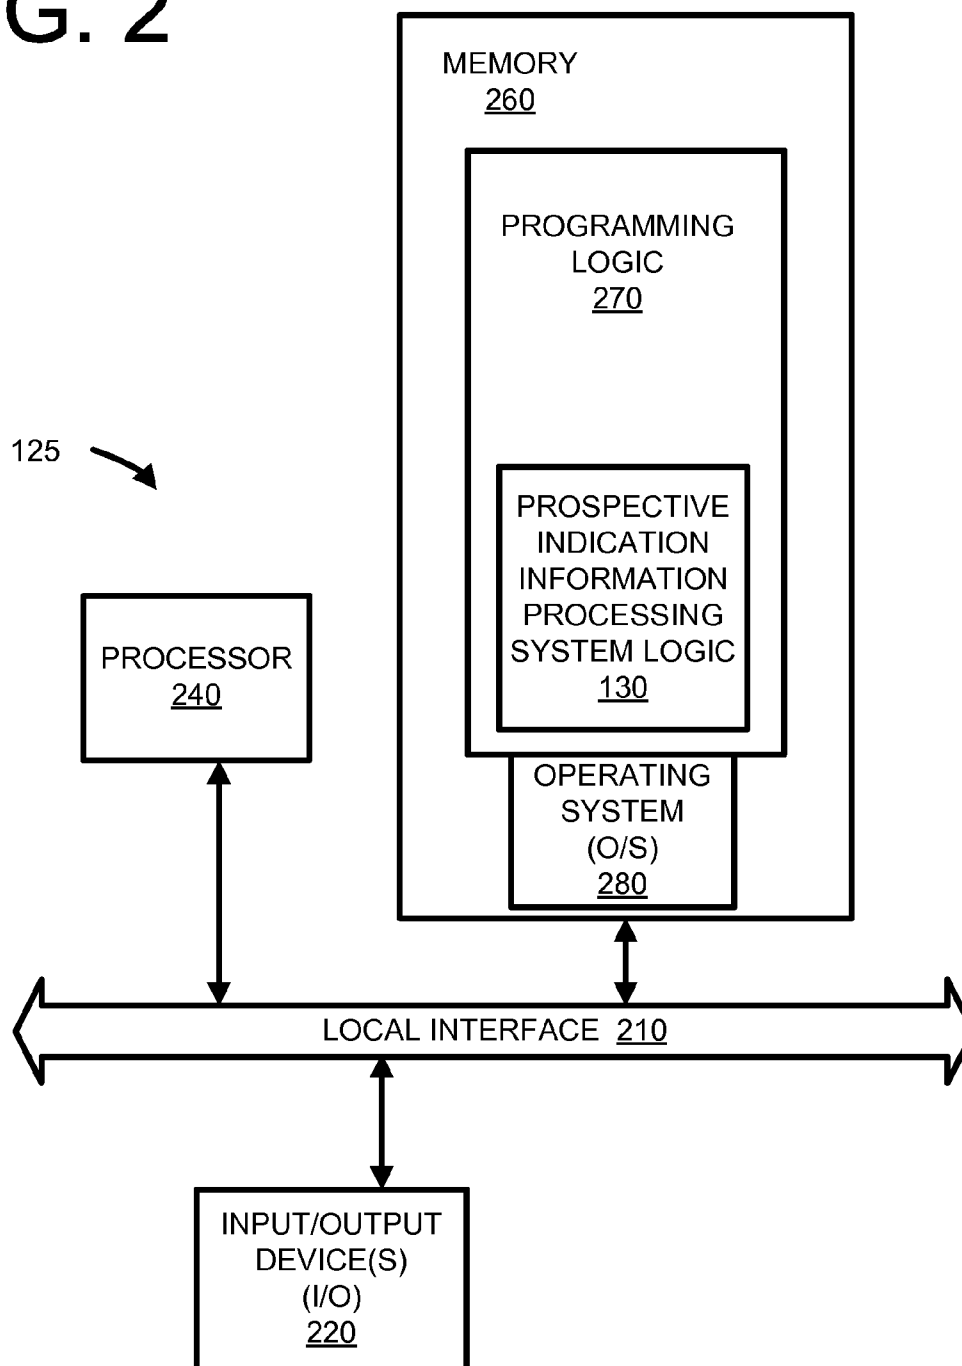 G. 2
MEMORY
260
PROGRAMMING
LOGIC
270
125
PROSPECTIVE
INDICATION
INFORMATION
PROCESSING
SYSTEM LOGIC
130
PROCESSOR
240
OPERATING
SYSTEM
(O/S)
280
LOCAL INTERFACE 210
INPUT/OUTPUT
DEVICE(S)
(I/O)
220